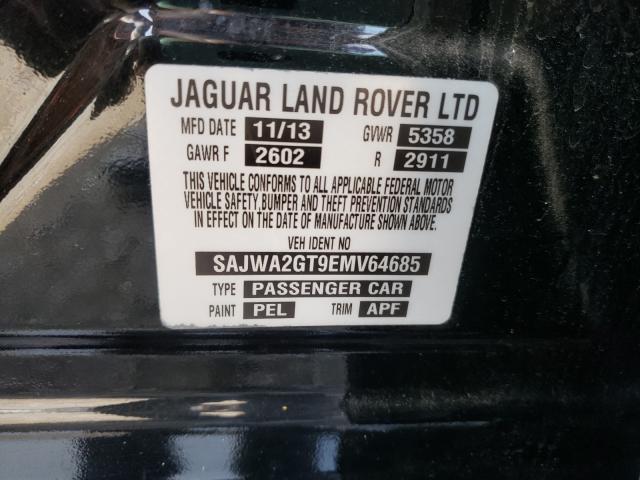 JAGUAR LAND ROVER LTD
MFD DATE 11/13 GVWR 5358
GAWR F 2602 R 2911
THIS VEHICLE CONFORMS TO ALL APPLICABLE FEDERAL MOTOR
VEHICLE SAFETY, BUMPER AND THEFT PREVENTION STANDARDS
IN EFFECT ON THE DATE OF MANUFACTURE SHOWN ABOVE.
VEH IDENT NO
SAJWA2GT9EMV64685
TYPE PASSENGER CAR
PAINT PEL TRIM APF